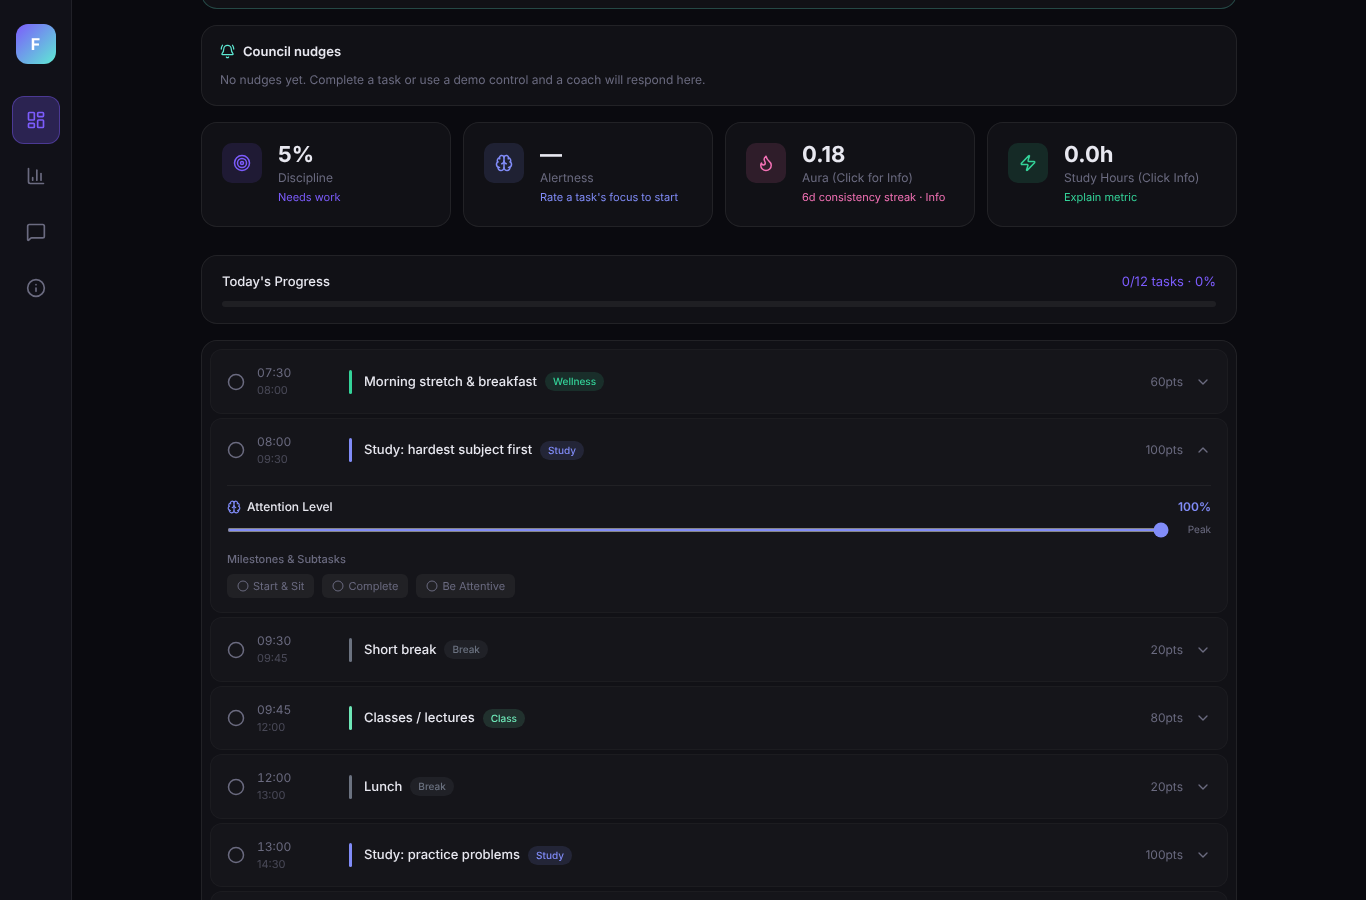 F
Council nudges
No nudges yet. Complete a task or use a demo control and a coach will respond here.
5%
Discipline
Needs work
—
Alertness
Rate a task's focus to start
0.18
Aura (Click for Info)
6d consistency streak · Info
0.0h
Study Hours (Click Info)
Explain metric
Today's Progress
0/12 tasks · 0%
07:30
08:00
Morning stretch & breakfast
Wellness
60pts
08:00
09:30
Study: hardest subject first
Study
100pts
Attention Level
100%
Peak
Milestones & Subtasks
Start & Sit
Complete
Be Attentive
09:30
09:45
Short break
Break
20pts
09:45
12:00
Classes / lectures
Class
80pts
12:00
13:00
Lunch
Break
20pts
13:00
14:30
Study: practice problems
Study
100pts